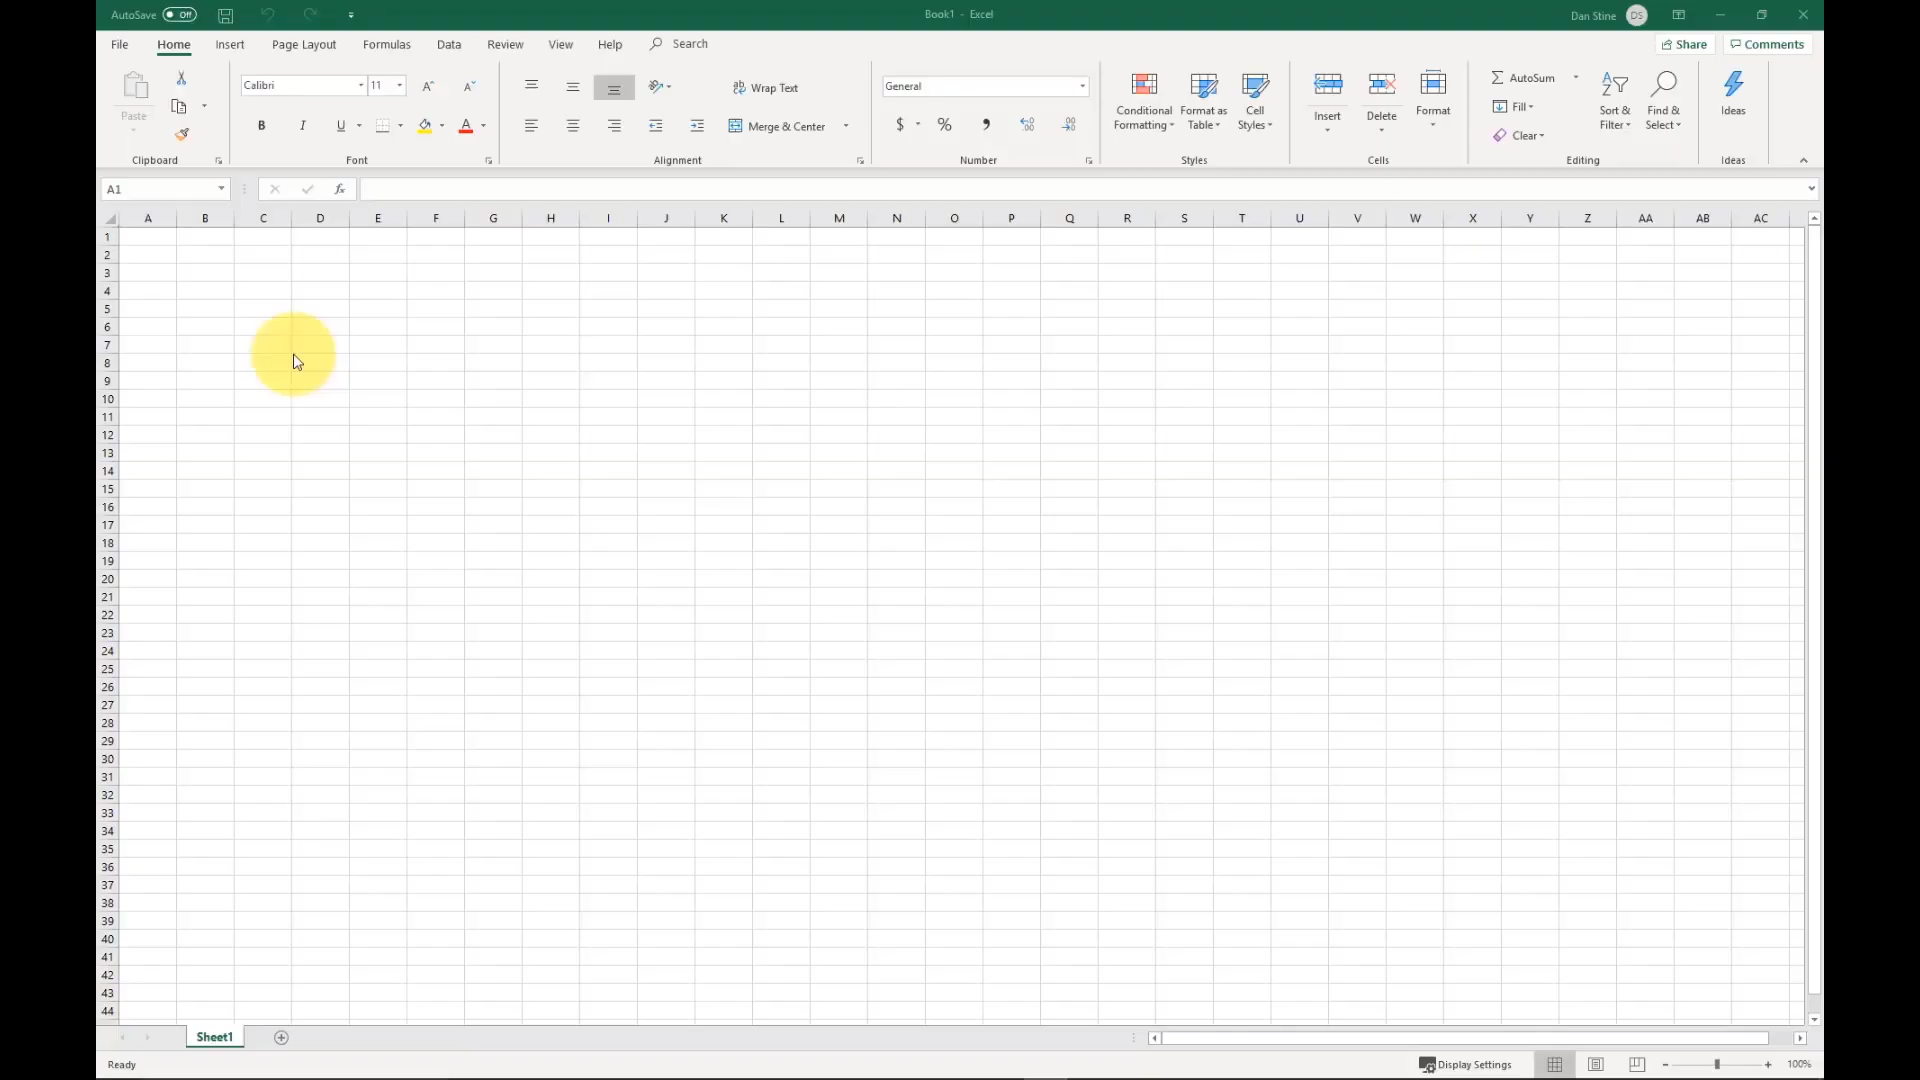 AutoSave Off
Book1 - Excel
Dan Stine DS
File Home Insert Page Layout Formulas Data Review View Help Search
Share Comments
Paste
Clipboard
Calibri 11
B I U A
Font
ab Wrap Text
Merge & Center
Alignment
General
$ % ,
Number
Conditional Formatting
Format as Table
Cell Styles
Styles
Insert Delete Format
Cells
AutoSum
Fill
Clear
Sort & Filter
Find & Select
Editing
Ideas
Ideas
A1 fx
A B C D E F G H I J K L M N O P Q R S T U V W X Y Z AA AB AC
1
2
3
4
5
6
7
8
9
10
11
12
13
14
15
16
17
18
19
20
21
22
23
24
25
26
27
28
29
30
31
32
33
34
35
36
37
38
39
40
41
42
43
44
Sheet1
Ready
Display Settings
100%